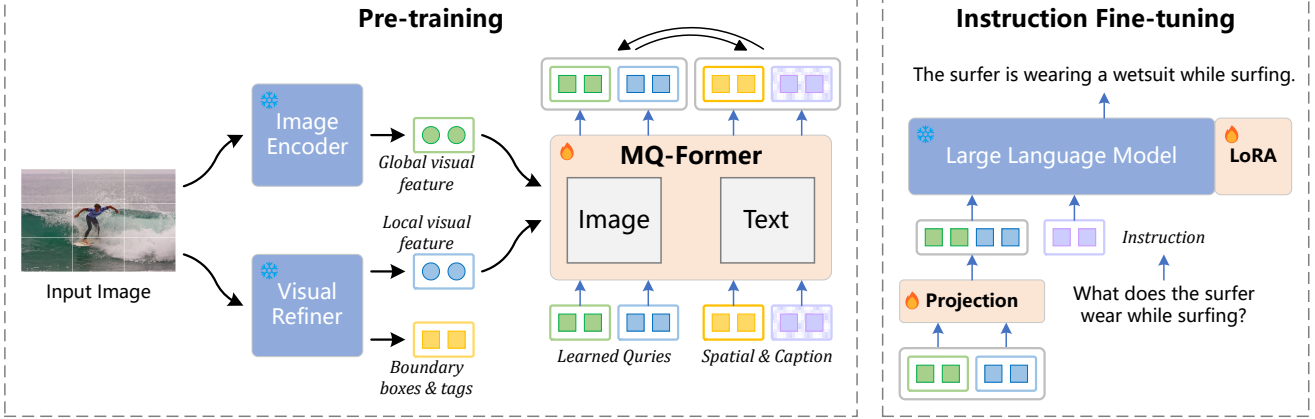 Pre-training
Image
Encoder
Global visual
feature
Local visual
feature
Input Image
Visual
Refiner
Boundary
boxes & tags
MQ-Former
Image
Text
Learned Quries
Spatial & Caption
Instruction Fine-tuning
The surfer is wearing a wetsuit while surfing.
Large Language Model
LoRA
Instruction
Projection
What does the surfer
wear while surfing?